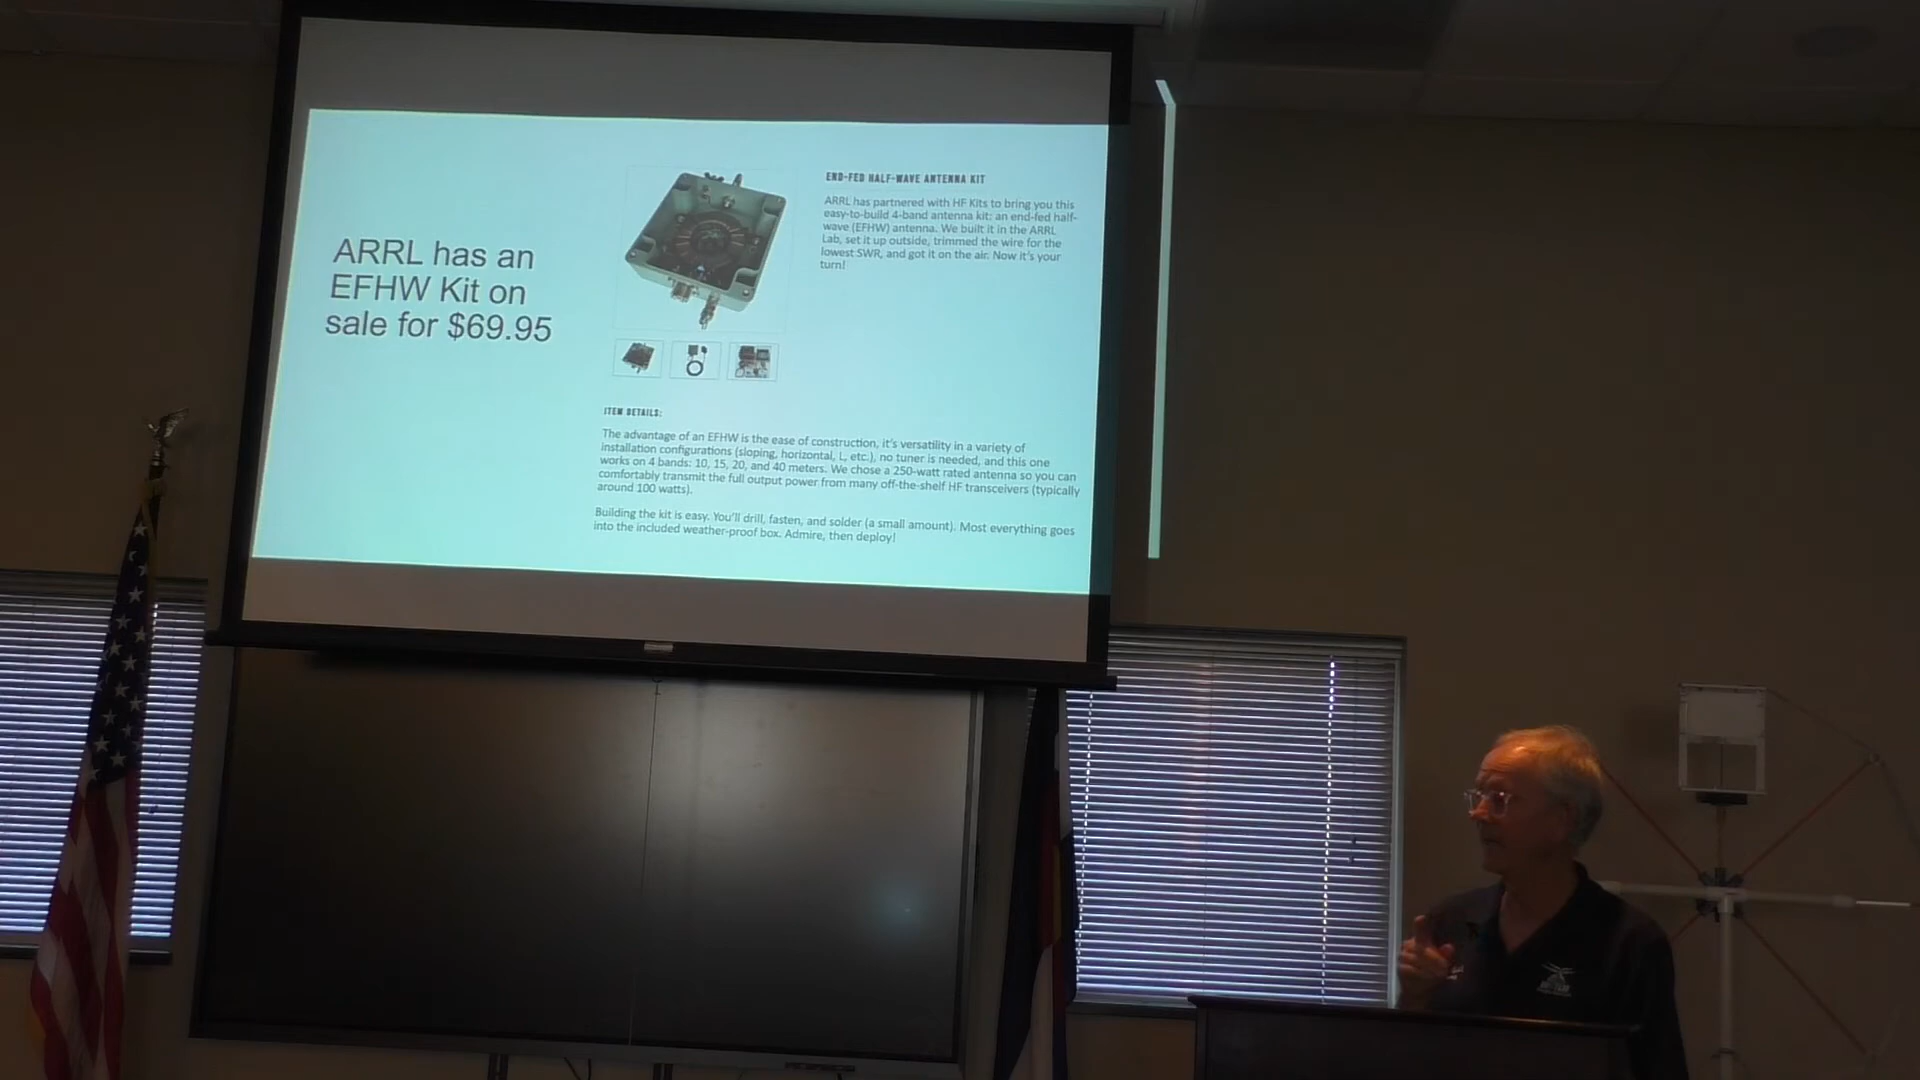 ARRL has an
EFHW Kit on
sale for $69.95
END-FED HALF-WAVE ANTENNA KIT
ARRL has partnered with HF Kits to bring you this
easy-to-build 4-band antenna kit: an end-fed half-
wave (EFHW) antenna. We built it in the ARRL
Lab, set it up outside, trimmed the wire for the
lowest SWR, and got it on the air. Now it's your
turn!
ITEM DETAILS:
The advantage of an EFHW is the ease of construction, it's versatility in a variety of
installation configurations (sloping, horizontal, L, etc.), no tuner is needed, and this one
works on 4 bands: 10, 15, 20, and 40 meters. We chose a 250-watt rated antenna so you can
comfortably transmit the full output power from many off-the-shelf HF transceivers (typically
around 100 watts).
Building the kit is easy. You'll drill, fasten, and solder (a small amount). Most everything goes
into the included weather-proof box. Admire, then deploy!